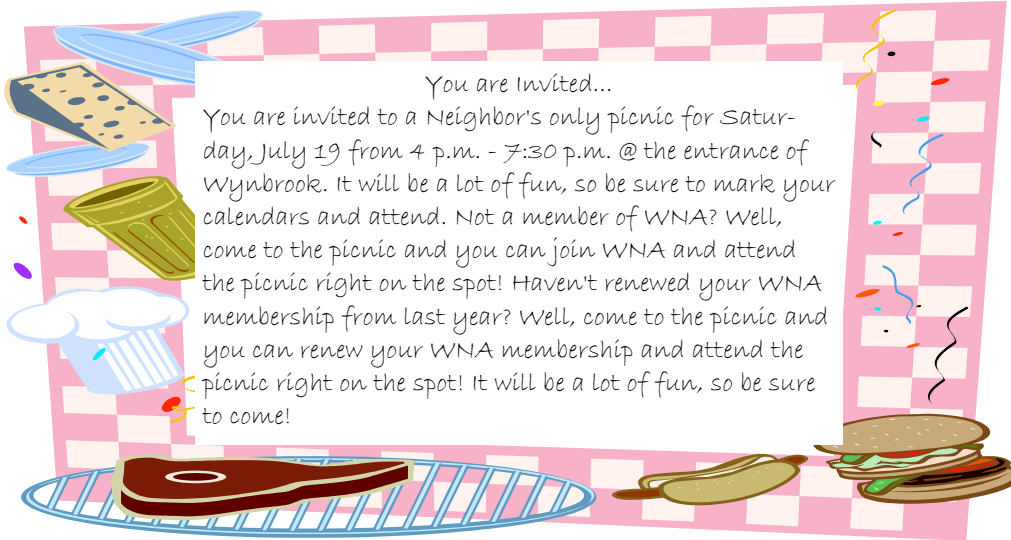 You are Invited...
You are invited to a Neighbor's only picnic for Satur-
day, July 19 from 4 p.m. - 7:30 p.m. @ the entrance of
Wynbrook. It will be a lot of fun, so be sure to mark your
calendars and attend. Not a member of WNA? Well,
come to the picnic and you can join WNA and attend
the picnic right on the spot! Haven't renewed your WNA
membership from last year? Well, come to the picnic and
you can renew your WNA membership and attend the
picnic right on the spot! It will be a lot of fun, so be sure
to come!